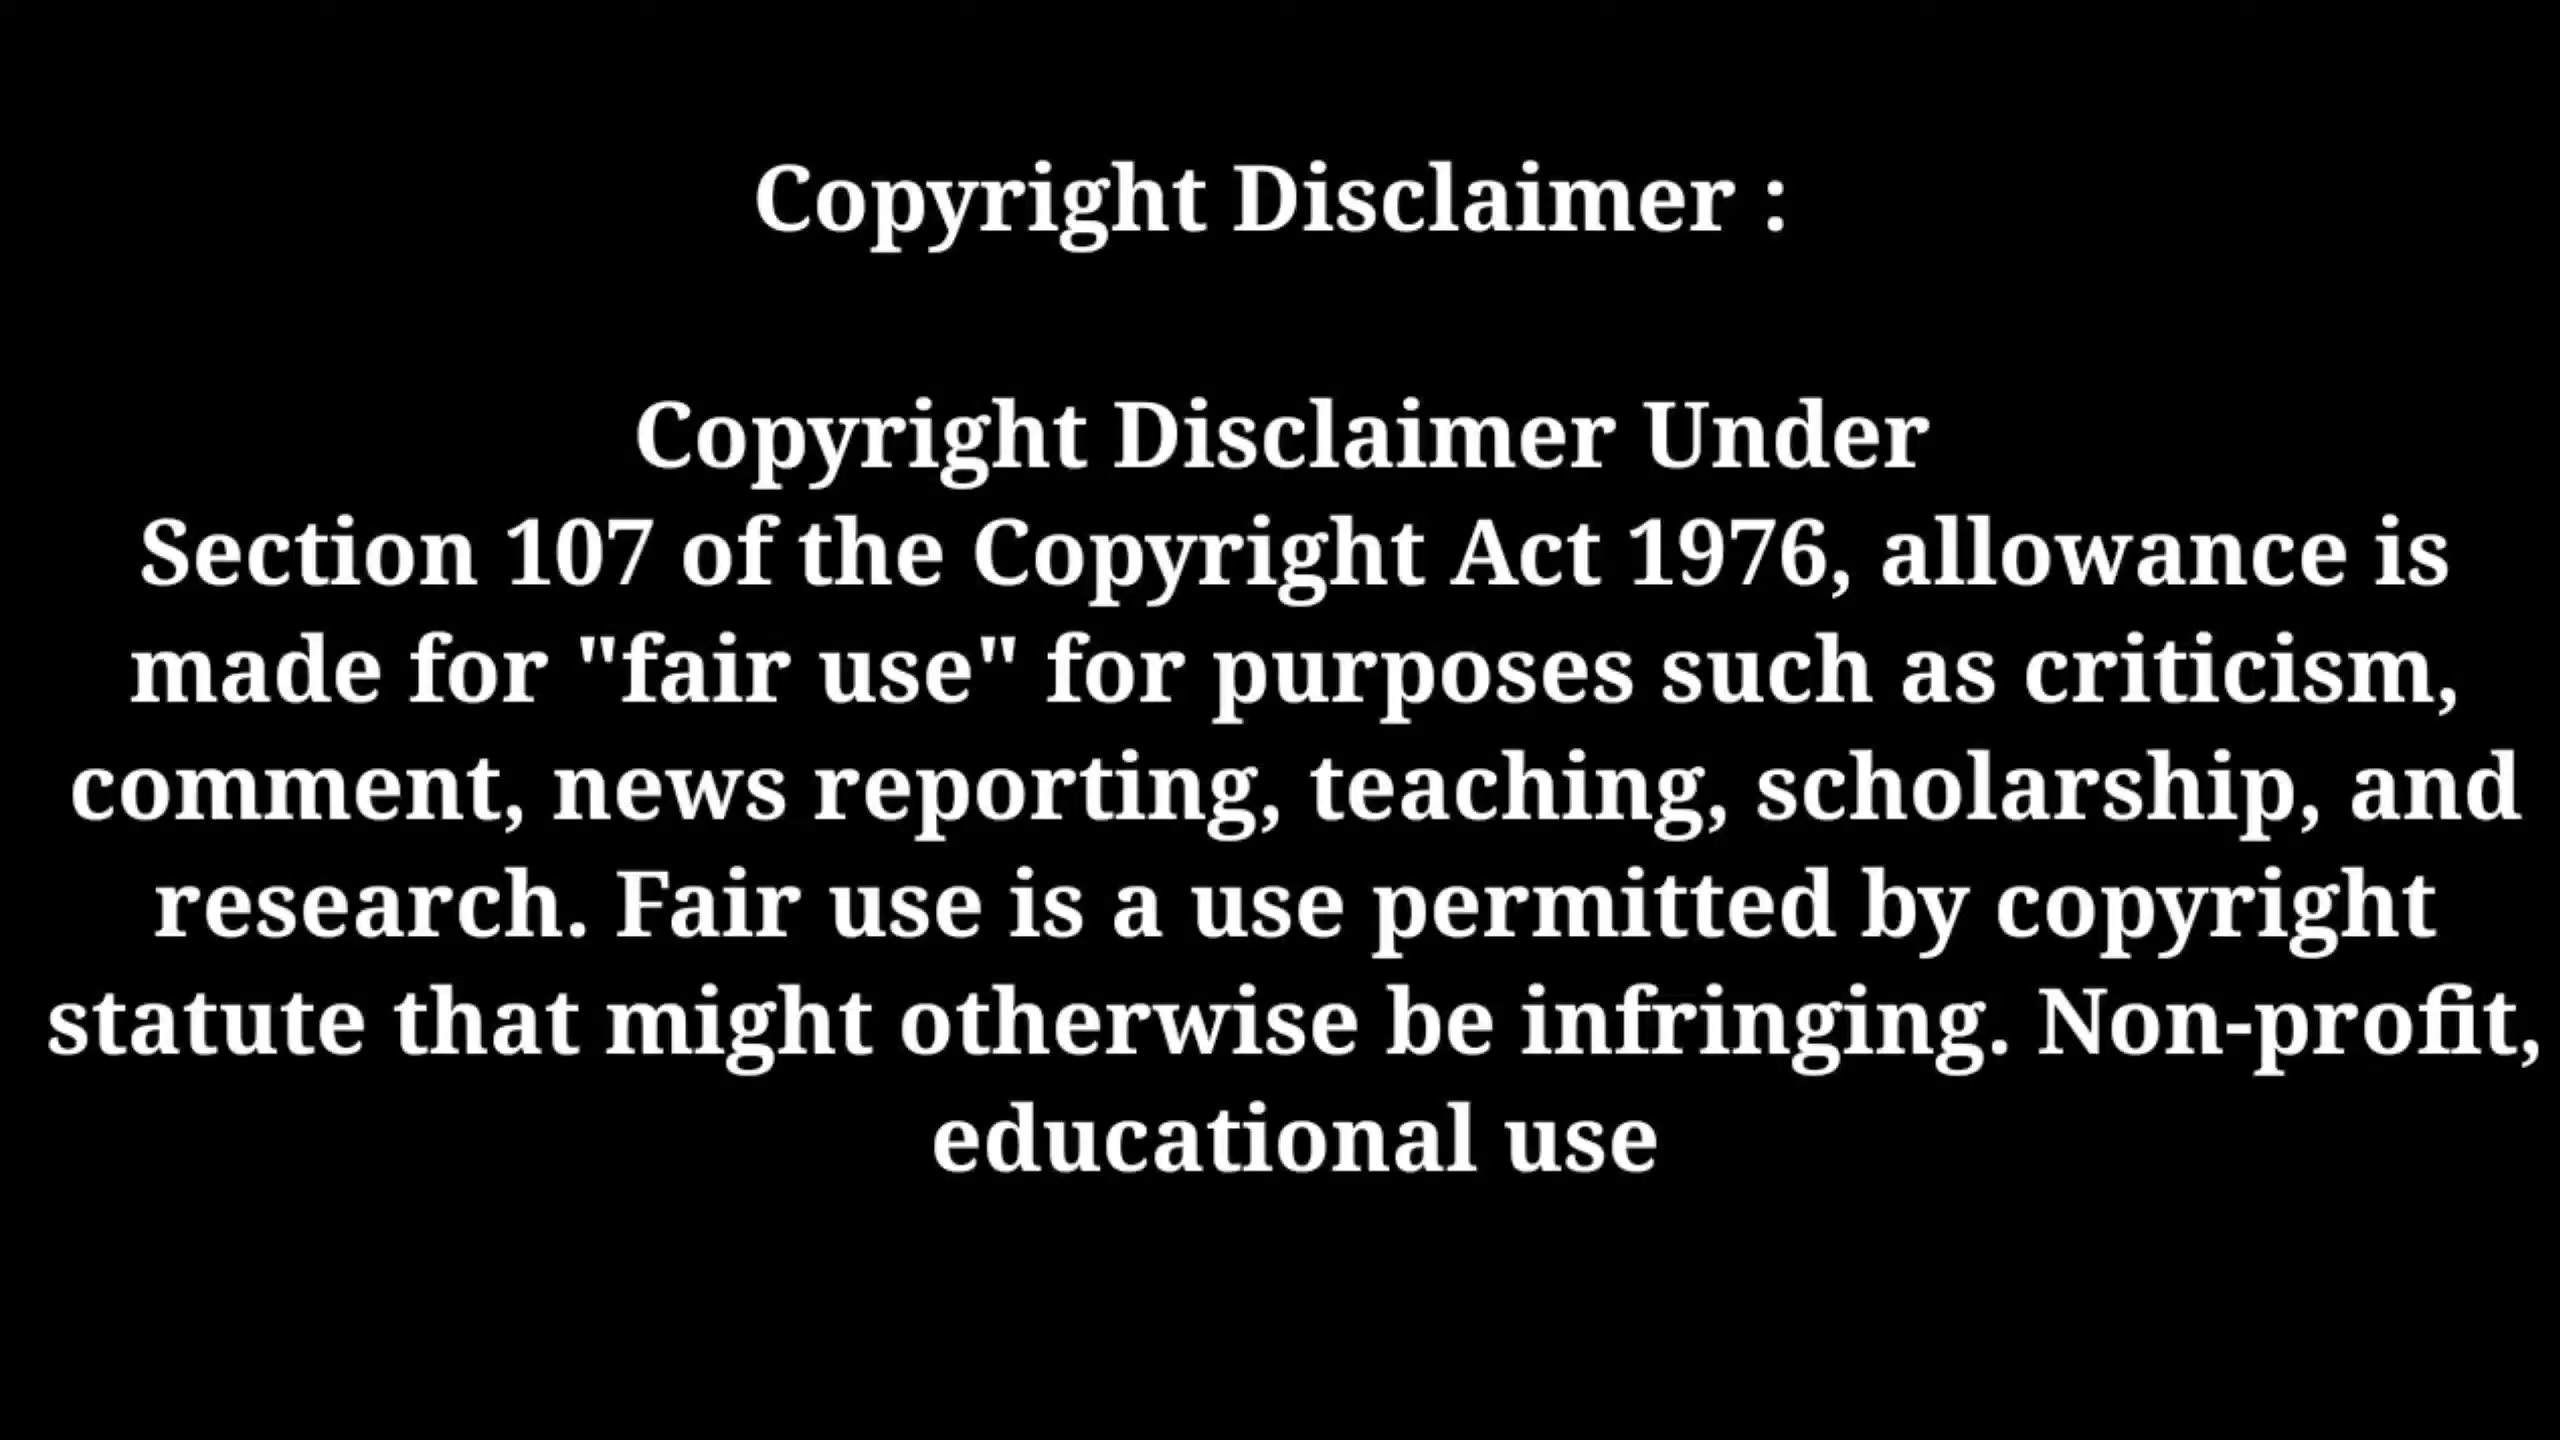 Copyright Disclaimer :
Copyright Disclaimer Under
Section 107 of the Copyright Act 1976, allowance is
made for "fair use" for purposes such as criticism,
comment, news reporting, teaching, scholarship, and
research. Fair use is a use permitted by copyright
statute that might otherwise be infringing. Non-profit,
educational use